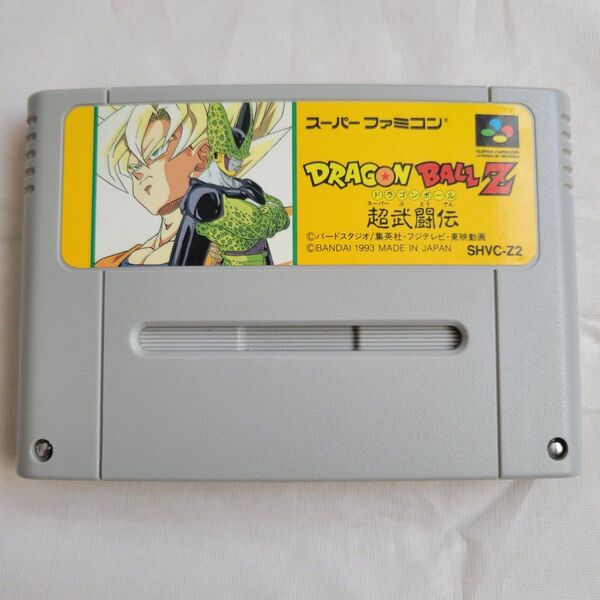 スーパーファミコン®
SUPER FAMICOM
DRAGON BALL Z
ドラゴンボール
スーパー ぶ とう でん
超武闘伝
©バードスタジオ/集英社・フジテレビ・東映動画
©BANDAI 1993 MADE IN JAPAN
SHVC-Z2